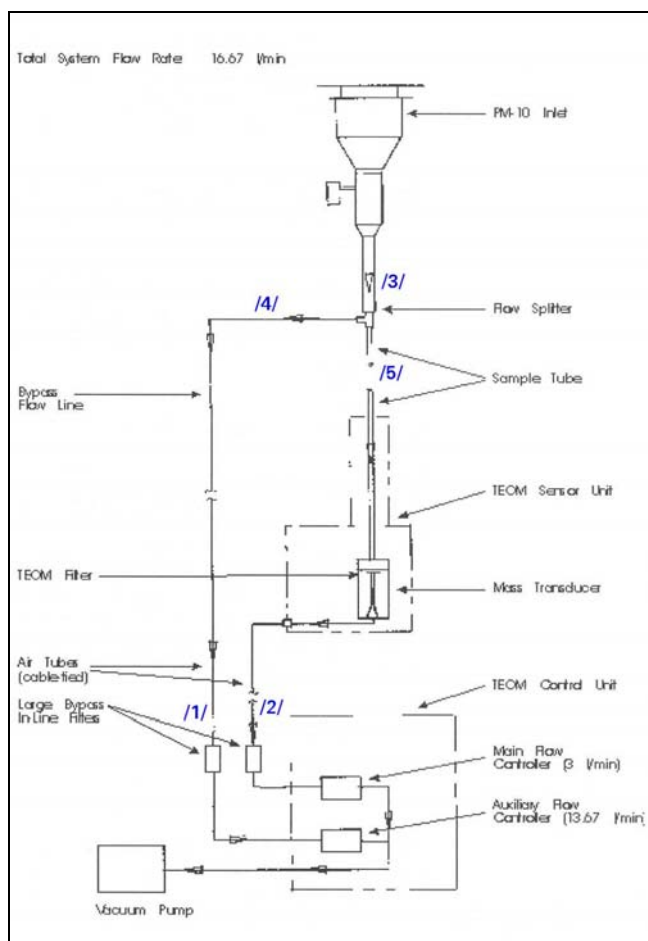 Total System Flow Rate 16.67 l/min
PM-10 Inlet
/3/
/4/
Flow Splitter
/5/
Sample Tube
Bypass
Flow Line
TEOM Sensor Unit
TEOM Filter
Mass Transducer
Air Tubes
(cable-tied)
TEOM Control Unit
Large Bypass
In-Line Filters
/1/
/2/
Main Flow
Controller (3 l/min)
Auxiliary Flow
Controller (13.67 l/min)
Vacuum Pump